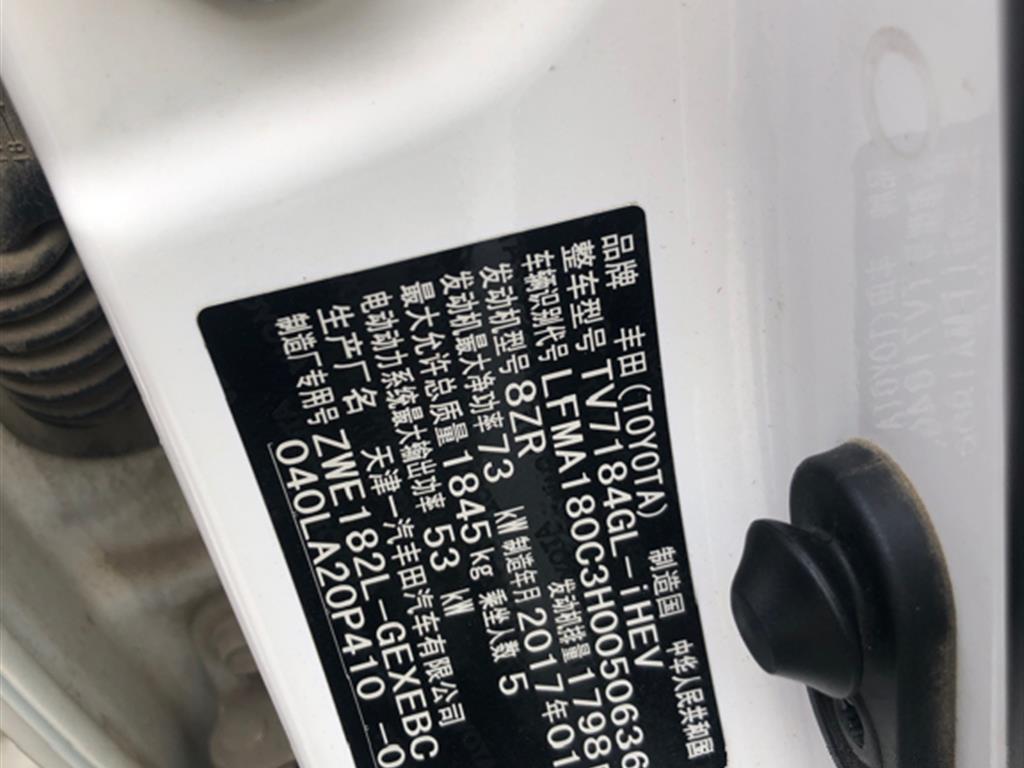 品牌 丰田(TOYOTA) 制造国 中华人民共和国
整车型号 TV7184GL-iHEV
车辆识别代号 LFMA180C3H0050636
发动机型号 8ZR 发动机排量 1798
发动机最大净功率 73 kW 制造年月 2017年01
最大允许总质量 1845kg 乘坐人数 5
电动动力系统最大输出功率 53 kW
生产厂名 天津一汽丰田汽车有限公司
制造厂专用号 ZWE182L-GEXEBC
040LA20P410 -0